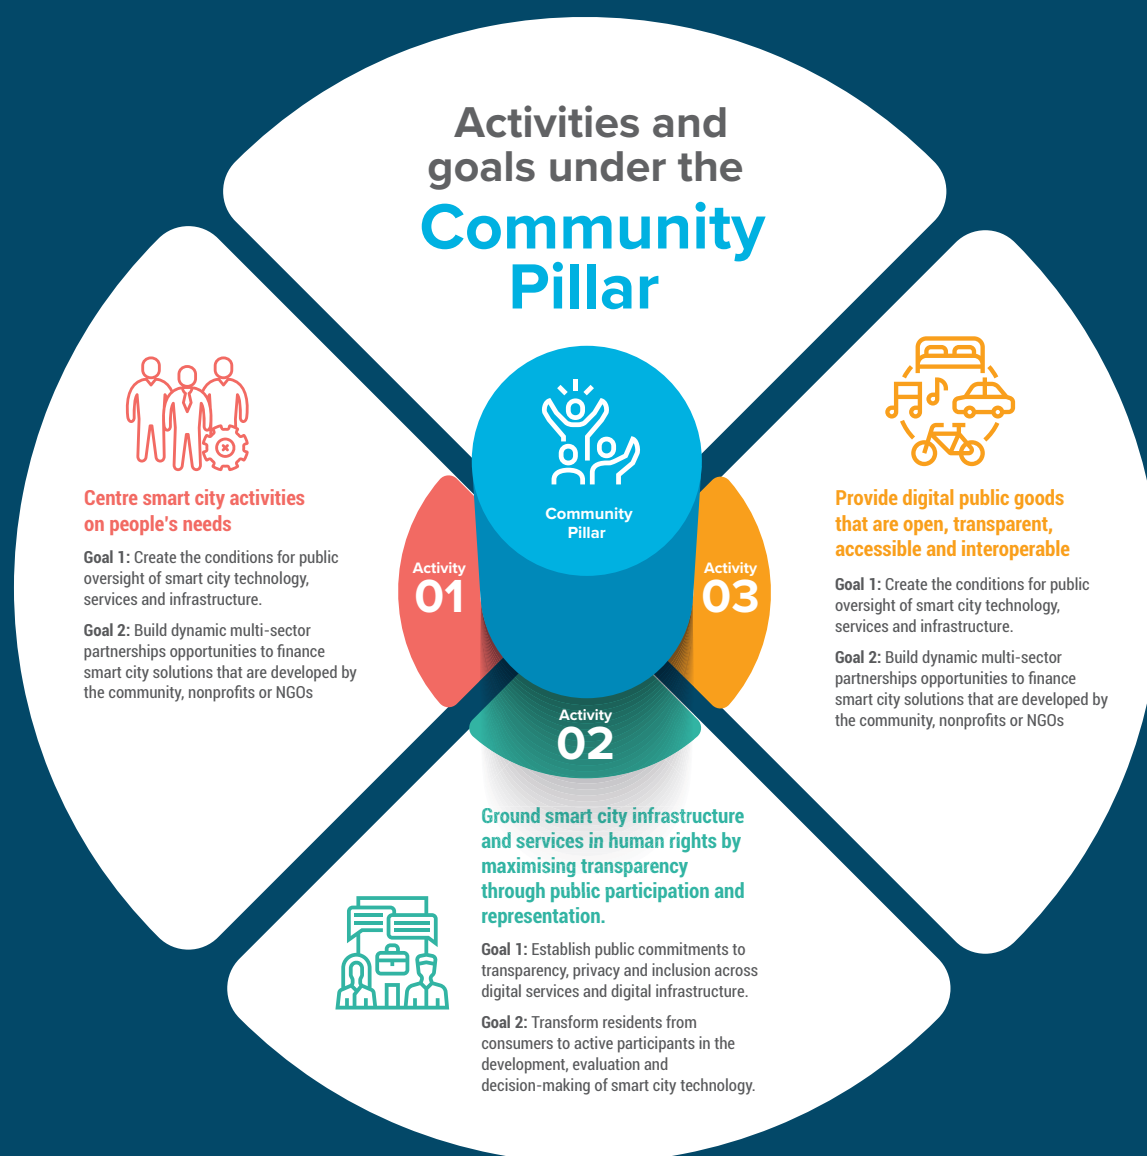 Activities and
goals under the
Community
Pillar
Community
Pillar
Activity
01
Centre smart city activities
on people's needs
Goal 1: Create the conditions for public
oversight of smart city technology,
services and infrastructure.
Goal 2: Build dynamic multi-sector
partnerships opportunities to finance
smart city solutions that are developed by
the community, nonprofits or NGOs
Activity
02
Ground smart city infrastructure
and services in human rights by
maximising transparency
through public participation and
representation.
Goal 1: Establish public commitments to
transparency, privacy and inclusion across
digital services and digital infrastructure.
Goal 2: Transform residents from
consumers to active participants in the
development, evaluation and
decision-making of smart city technology.
Activity
03
Provide digital public goods
that are open, transparent,
accessible and interoperable
Goal 1: Create the conditions for public
oversight of smart city technology,
services and infrastructure.
Goal 2: Build dynamic multi-sector
partnerships opportunities to finance
smart city solutions that are developed by
the community, nonprofits or NGOs